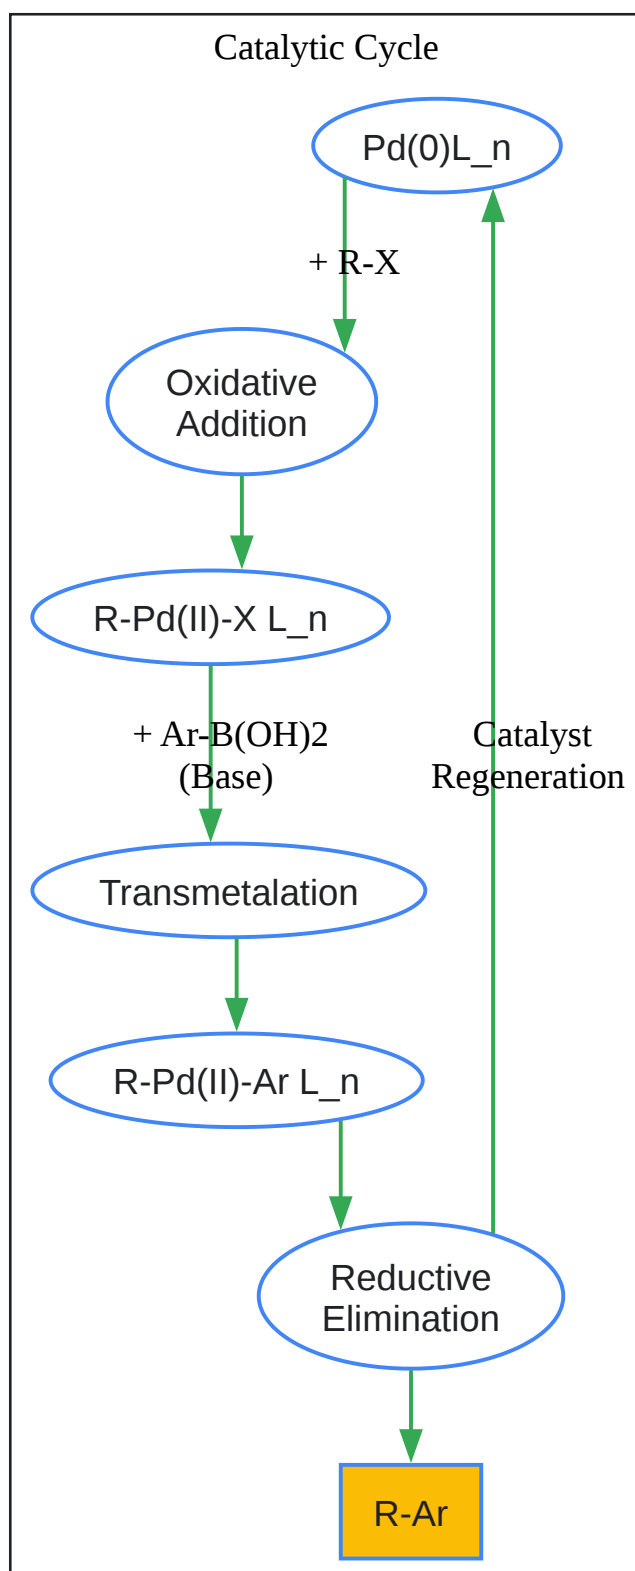 Catalytic Cycle
Pd(0)L_n
+ R-X
Oxidative
Addition
R-Pd(II)-X L_n
+ Ar-B(OH)2
(Base)
Catalyst
Regeneration
Transmetalation
R-Pd(II)-Ar L_n
Reductive
Elimination
R-Ar